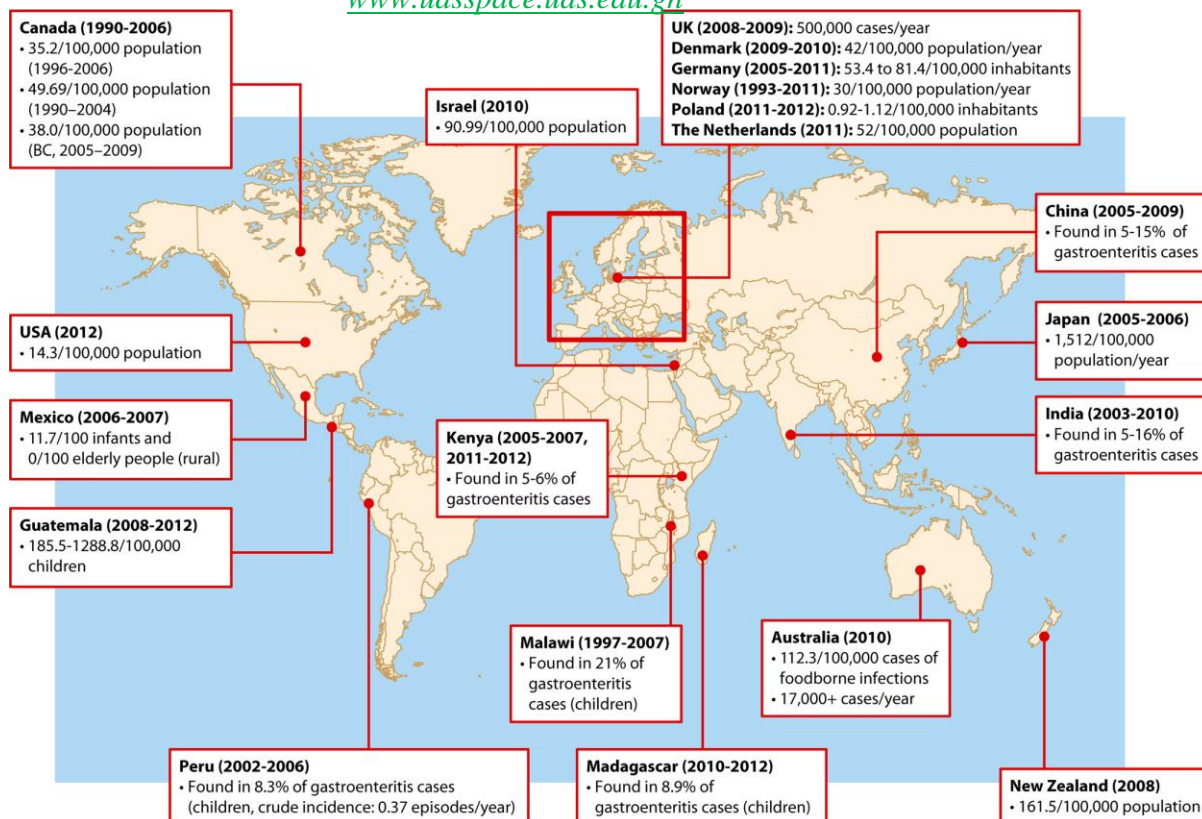 www.udsspace.uds.edu.gh
Canada (1990-2006)
• 35.2/100,000 population
(1996-2006)
• 49.69/100,000 population
(1990–2004)
• 38.0/100,000 population
(BC, 2005–2009)
Israel (2010)
• 90.99/100,000 population
UK (2008-2009): 500,000 cases/year
Denmark (2009-2010): 42/100,000 population/year
Germany (2005-2011): 53.4 to 81.4/100,000 inhabitants
Norway (1993-2011): 30/100,000 population/year
Poland (2011-2012): 0.92-1.12/100,000 inhabitants
The Netherlands (2011): 52/100,000 population
China (2005-2009)
• Found in 5-15% of
gastroenteritis cases
USA (2012)
• 14.3/100,000 population
Japan (2005-2006)
• 1,512/100,000
population/year
Mexico (2006-2007)
• 11.7/100 infants and
0/100 elderly people (rural)
Kenya (2005-2007,
2011-2012)
• Found in 5-6% of
gastroenteritis cases
India (2003-2010)
• Found in 5-16% of
gastroenteritis cases
Guatemala (2008-2012)
• 185.5-1288.8/100,000
children
Malawi (1997-2007)
• Found in 21% of
gastroenteritis
cases (children)
Australia (2010)
• 112.3/100,000 cases of
foodborne infections
• 17,000+ cases/year
Peru (2002-2006)
• Found in 8.3% of gastroenteritis cases
(children, crude incidence: 0.37 episodes/year)
Madagascar (2010-2012)
• Found in 8.9% of
gastroenteritis cases (children)
New Zealand (2008)
• 161.5/100,000 population